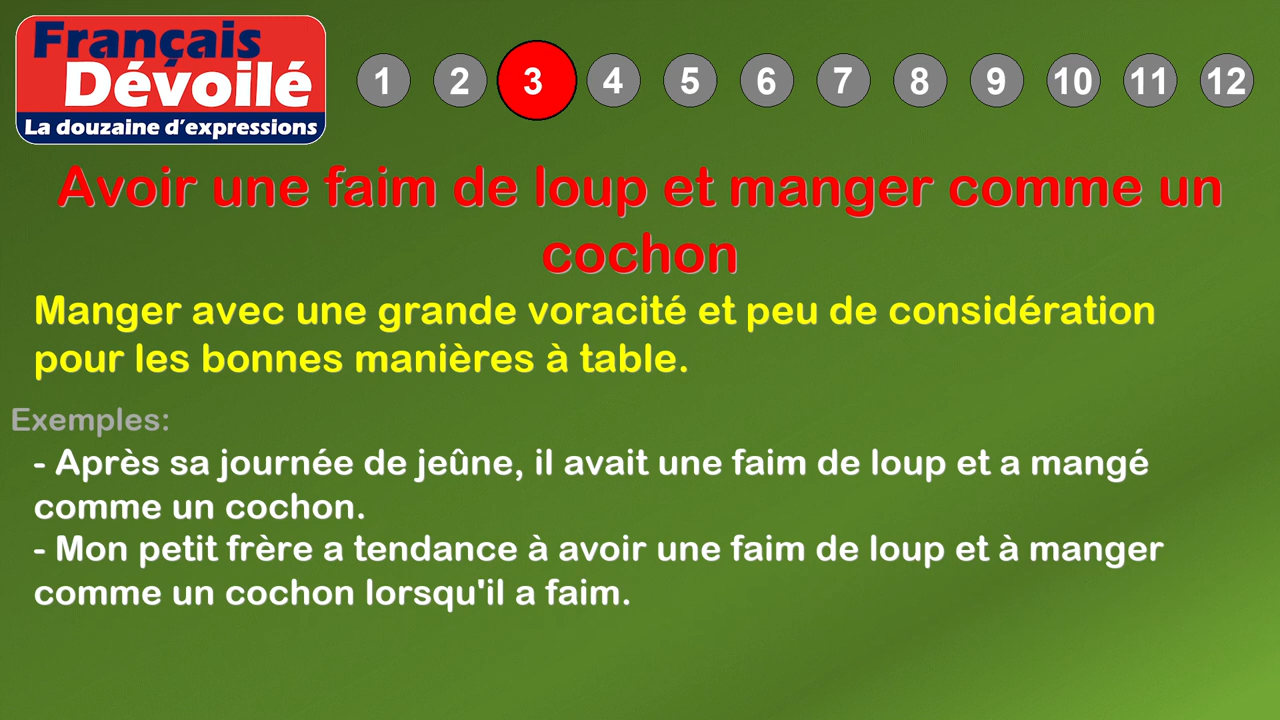 Français
Dévoilé
La douzaine d'expressions
1 2 3 4 5 6 7 8 9 10 11 12
Avoir une faim de loup et manger comme un
cochon
Manger avec une grande voracité et peu de considération
pour les bonnes manières à table.
Exemples:
- Après sa journée de jeûne, il avait une faim de loup et a mangé
comme un cochon.
- Mon petit frère a tendance à avoir une faim de loup et à manger
comme un cochon lorsqu'il a faim.